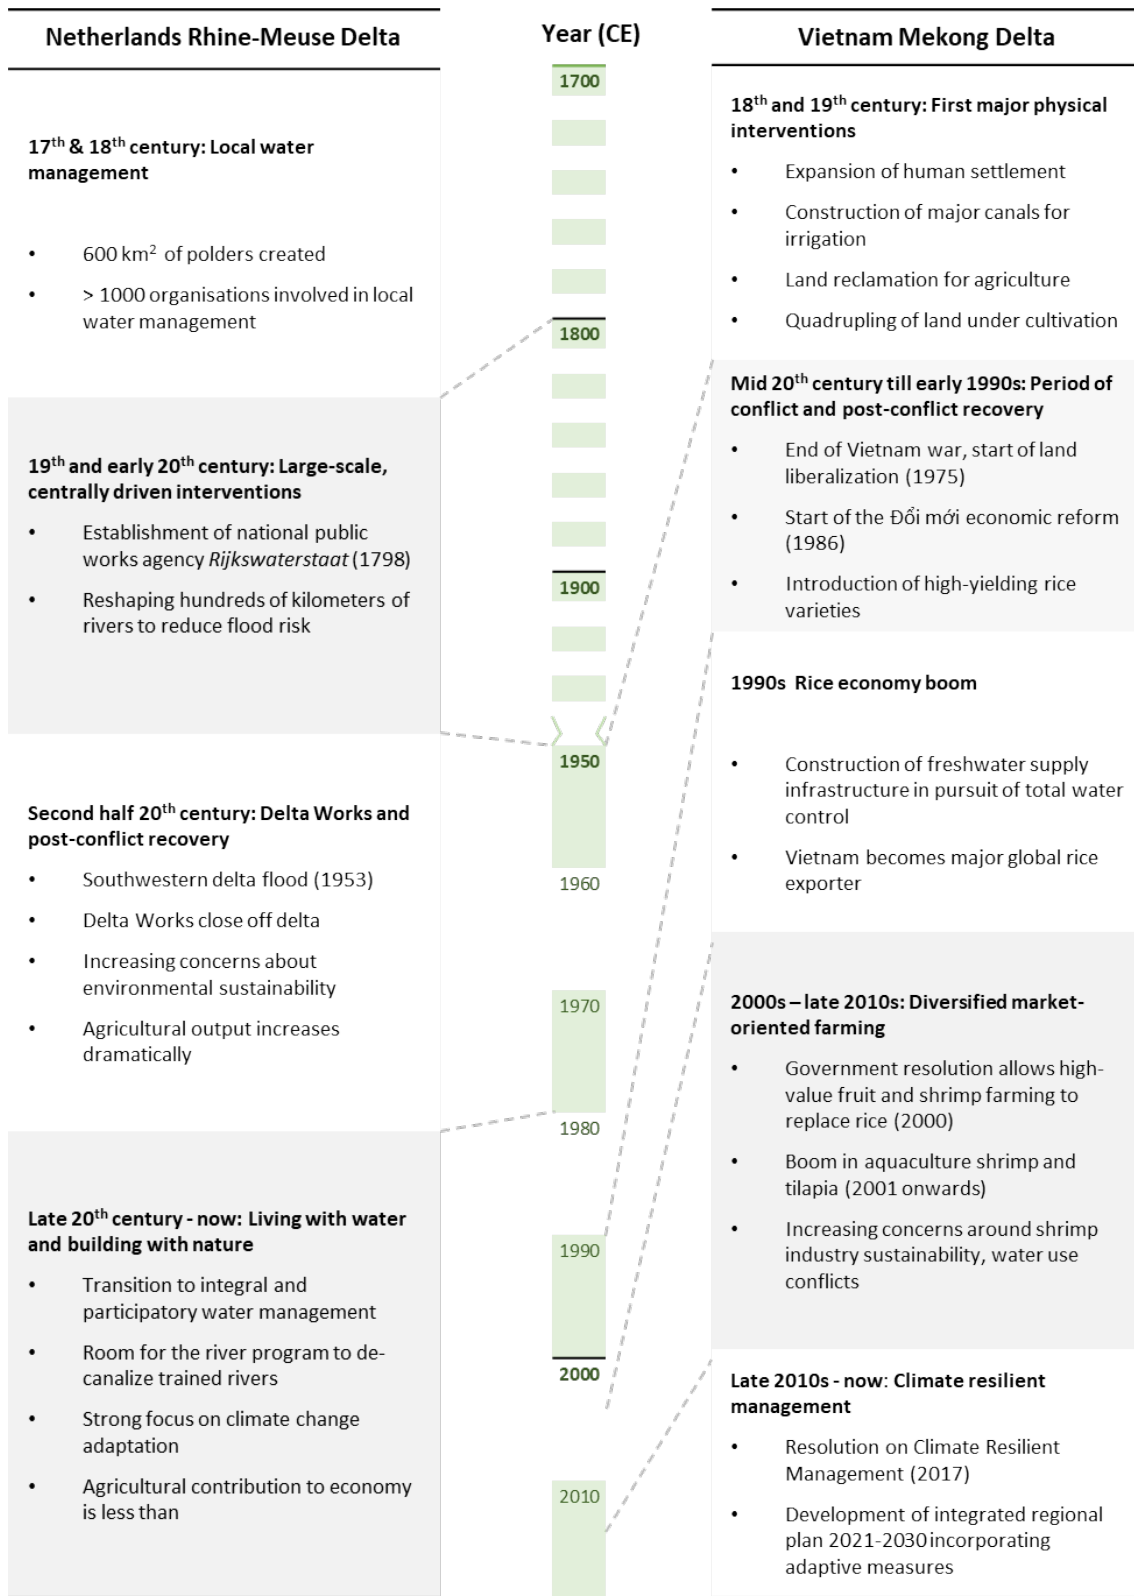 Netherlands Rhine-Meuse Delta
17th & 18th century: Local water
management
• 600 km2 of polders created
• > 1000 organisations involved in local
water management
19th and early 20th century: Large-scale,
centrally driven interventions
• Establishment of national public
works agency Rijkswaterstaat (1798)
• Reshaping hundreds of kilometers of
rivers to reduce flood risk
Second half 20th century: Delta Works and
post-conflict recovery
• Southwestern delta flood (1953)
• Delta Works close off delta
• Increasing concerns about
environmental sustainability
• Agricultural output increases
dramatically
Late 20th century - now: Living with water
and building with nature
• Transition to integral and
participatory water management
• Room for the river program to de-
canalize trained rivers
• Strong focus on climate change
adaptation
• Agricultural contribution to economy
is less than
Year (CE)
1700
1800
1900
1950
1960
1970
1980
1990
2000
2010
Vietnam Mekong Delta
18th and 19th century: First major physical
interventions
• Expansion of human settlement
• Construction of major canals for
irrigation
• Land reclamation for agriculture
• Quadrupling of land under cultivation
Mid 20th century till early 1990s: Period of
conflict and post-conflict recovery
• End of Vietnam war, start of land
liberalization (1975)
• Start of the Đổi mới economic reform
(1986)
• Introduction of high-yielding rice
varieties
1990s Rice economy boom
• Construction of freshwater supply
infrastructure in pursuit of total water
control
• Vietnam becomes major global rice
exporter
2000s – late 2010s: Diversified market-
oriented farming
• Government resolution allows high-
value fruit and shrimp farming to
replace rice (2000)
• Boom in aquaculture shrimp and
tilapia (2001 onwards)
• Increasing concerns around shrimp
industry sustainability, water use
conflicts
Late 2010s - now: Climate resilient
management
• Resolution on Climate Resilient
Management (2017)
• Development of integrated regional
plan 2021-2030 incorporating
adaptive measures